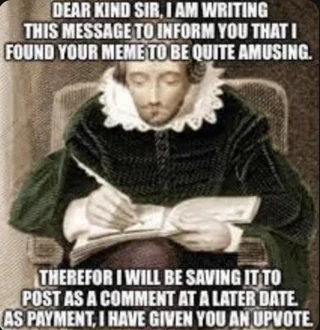 DEAR KIND SIR, I AM WRITING
THIS MESSAGE TO INFORM YOU THAT I
FOUND YOUR MEME TO BE QUITE AMUSING.
THEREFOR I WILL BE SAVING IT TO
POST AS A COMMENT AT A LATER DATE.
AS PAYMENT, I HAVE GIVEN YOU AN UPVOTE.